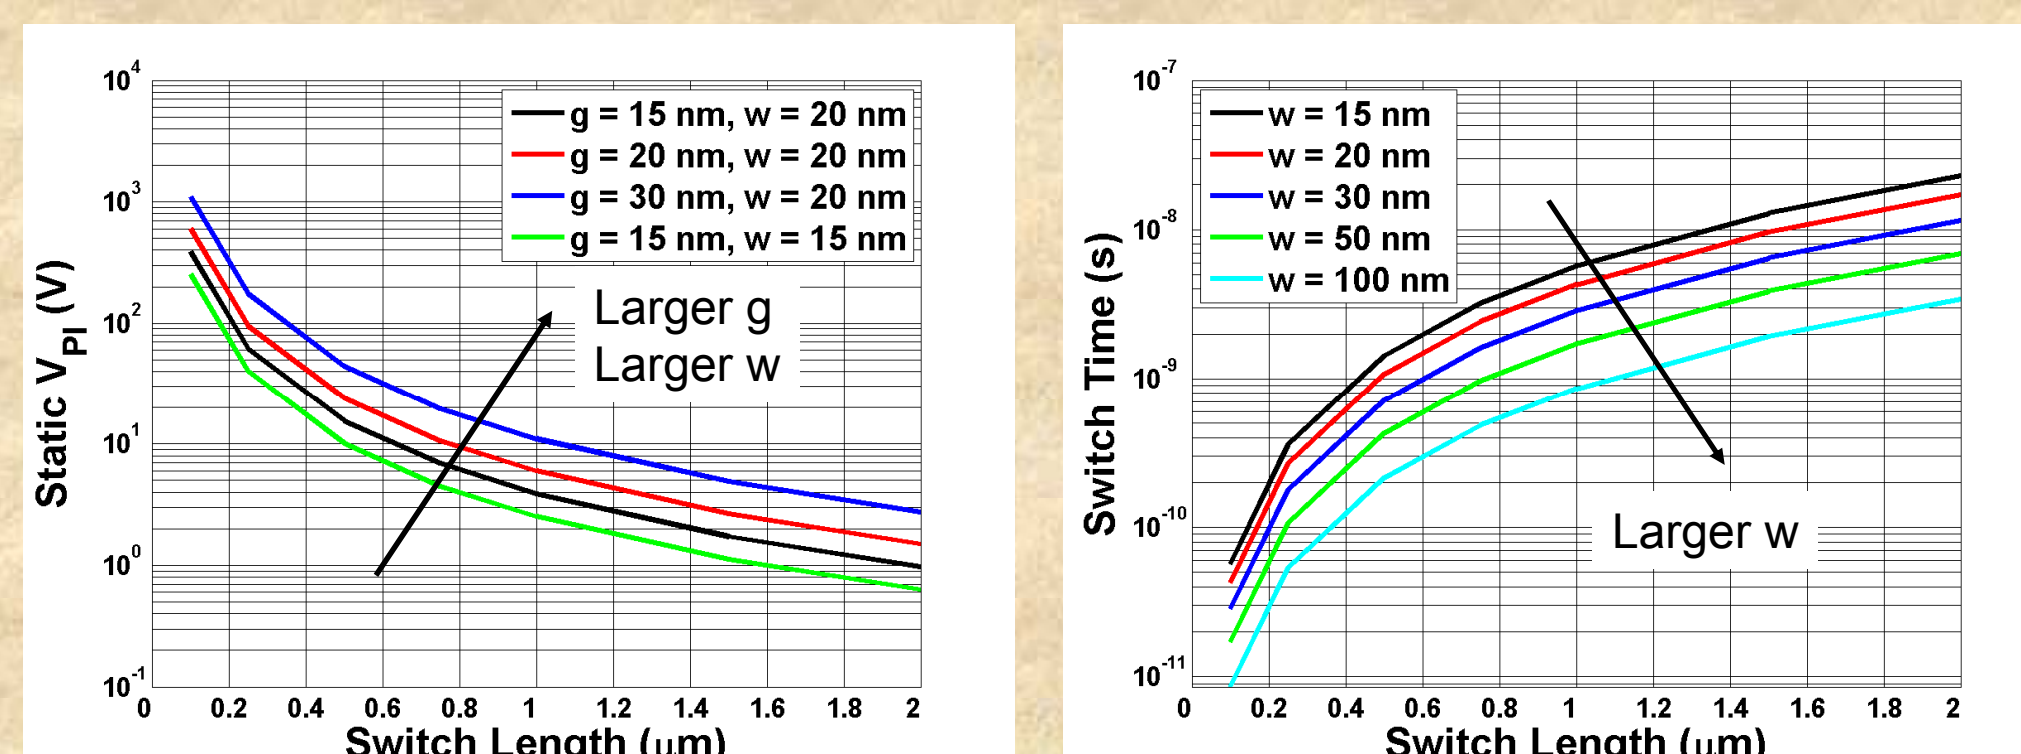 10^4
10^3
10^2
10^1
10^0
10^-1
Static V_PI (V)
g = 15 nm, w = 20 nm
g = 20 nm, w = 20 nm
g = 30 nm, w = 20 nm
g = 15 nm, w = 15 nm
Larger g
Larger w
0 0.2 0.4 0.6 0.8 1 1.2 1.4 1.6 1.8 2
Switch Length (μm)
10^-7
10^-8
10^-9
10^-10
10^-11
Switch Time (s)
w = 15 nm
w = 20 nm
w = 30 nm
w = 50 nm
w = 100 nm
Larger w
0 0.2 0.4 0.6 0.8 1 1.2 1.4 1.6 1.8 2
Switch Length (μm)